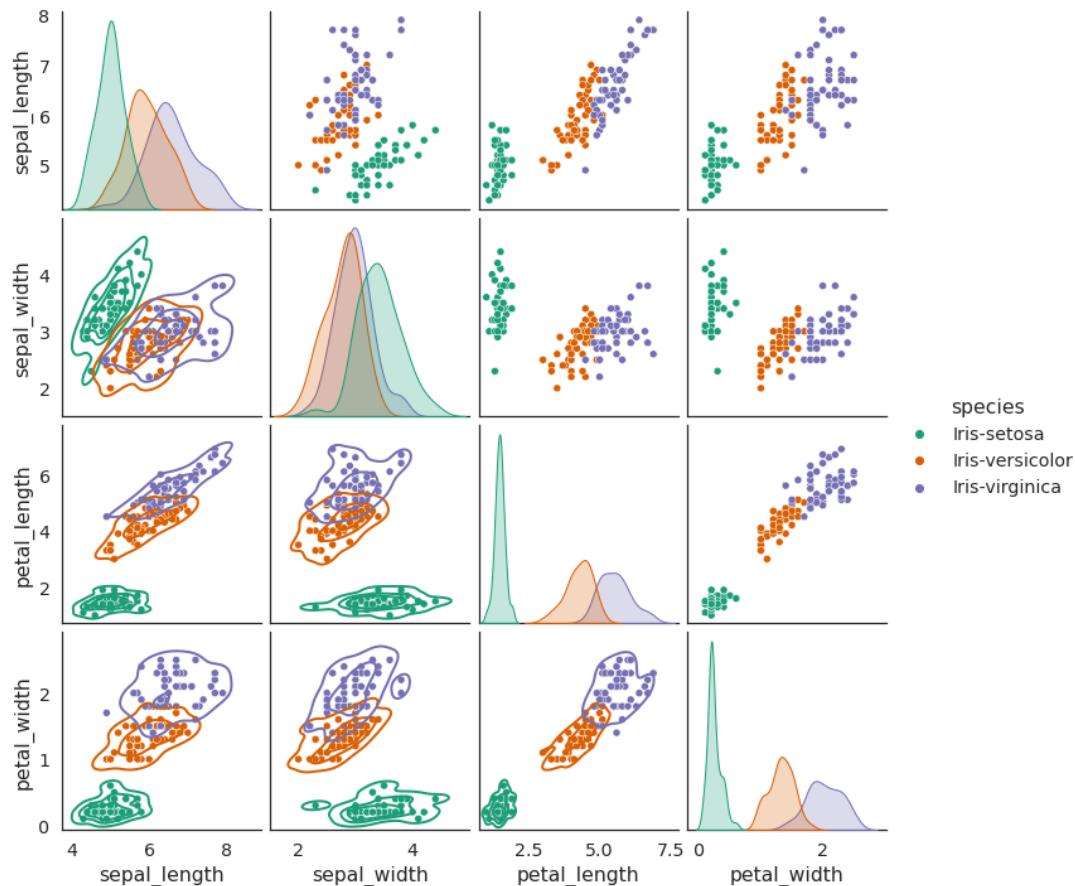 8
7
6
5
sepal_length
4
3
2
sepal_width
6
4
2
petal_length
2
1
0
petal_width
species
Iris-setosa
Iris-versicolor
Iris-virginica
4 6 8
sepal_length
2 4
sepal_width
2.5 5.0 7.5
petal_length
0 2
petal_width